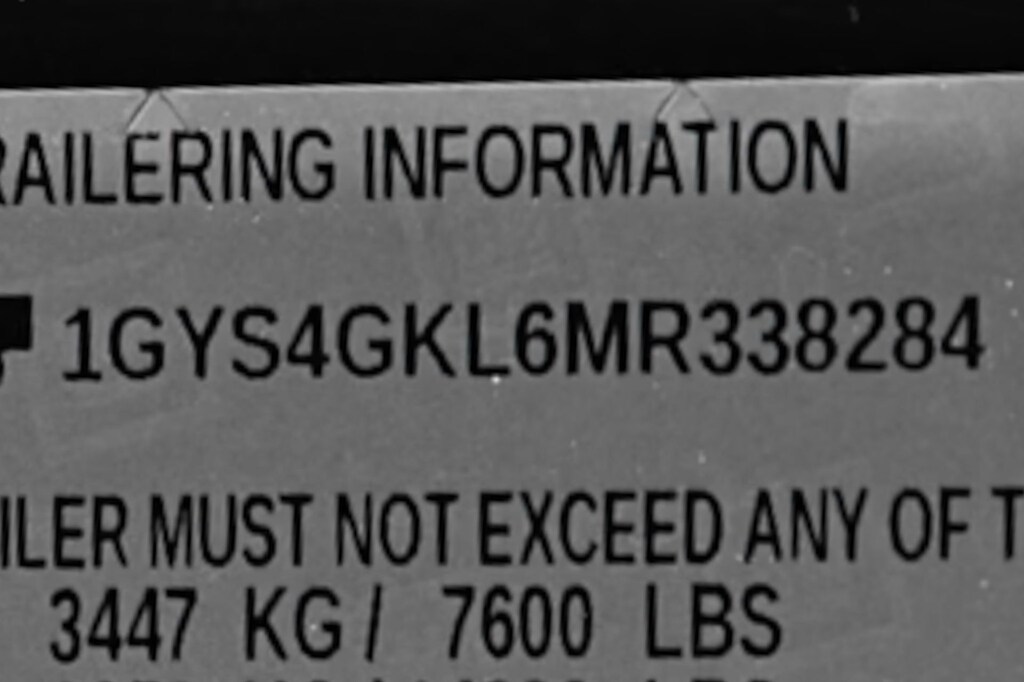 RAILERING INFORMATION
1GYS4GKL6MR338284
ILER MUST NOT EXCEED ANY OF T
3447 KG / 7600 LBS